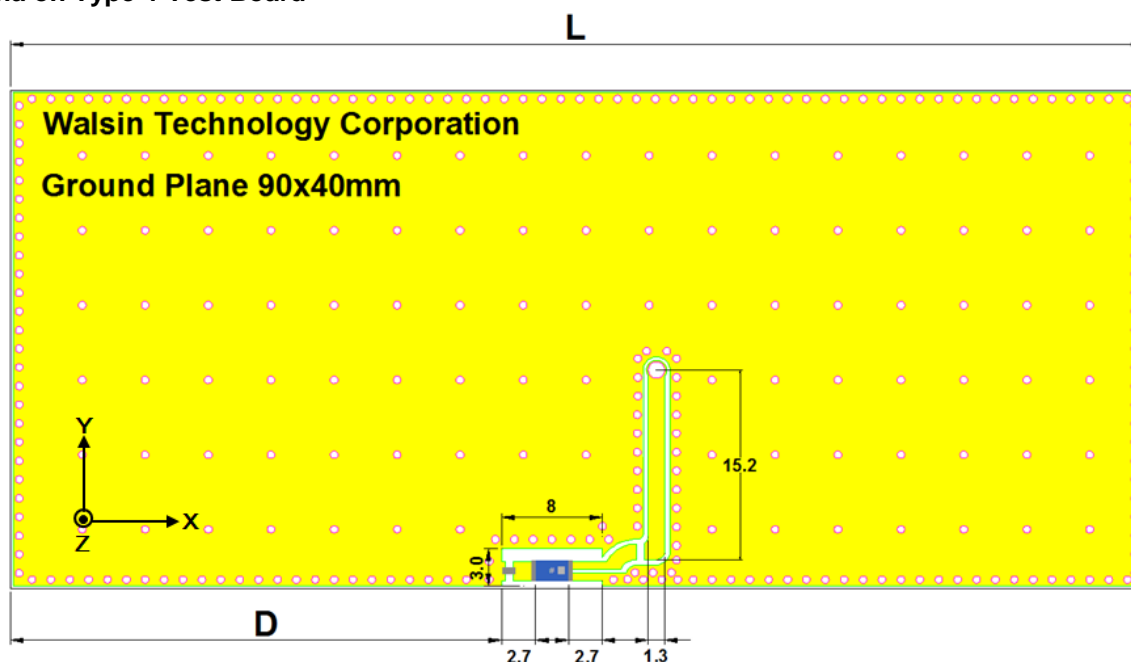 L
Walsin Technology Corporation
Ground Plane 90x40mm
Y
X
Z
15.2
8
3.0
D
2.7
2.7
1.3